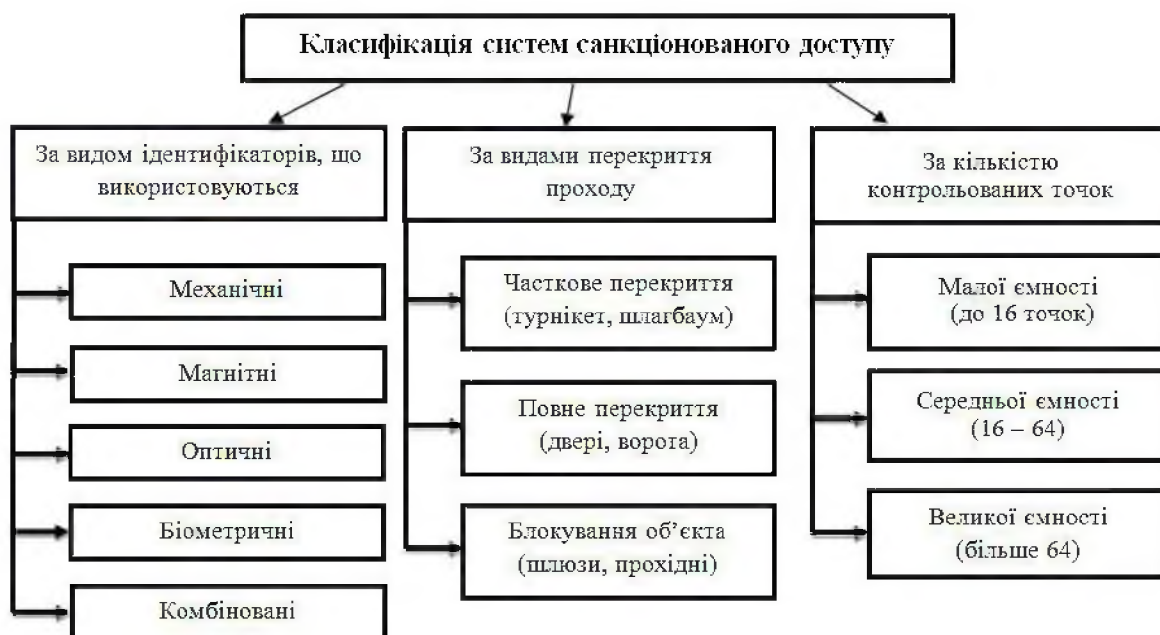 Класифікація систем санкціонованого доступу
За видом ідентифікаторів, що
використовуються
Механічні
Магнітні
Оптичні
Біометричні
Комбіновані
За видами перекриття
проходу
Часткове перекриття
(турнікет, шлагбаум)
Повне перекриття
(двері, ворота)
Блокування об’єкта
(шлюзи, прохідні)
За кількістю
контрольованих точок
Малої ємності
(до 16 точок)
Середньої ємності
(16 – 64)
Великої ємності
(більше 64)